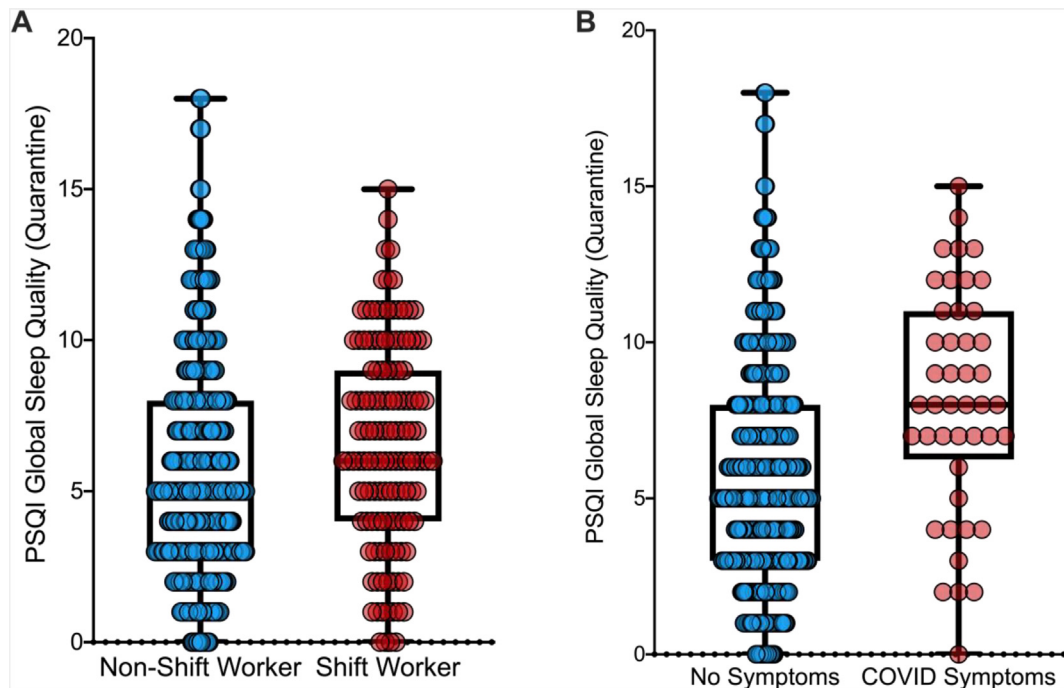 A
PSQI Global Sleep Quality (Quarantine)
20
15
10
5
0
Non-Shift Worker
Shift Worker
B
PSQI Global Sleep Quality (Quarantine)
20
15
10
5
0
No Symptoms
COVID Symptoms